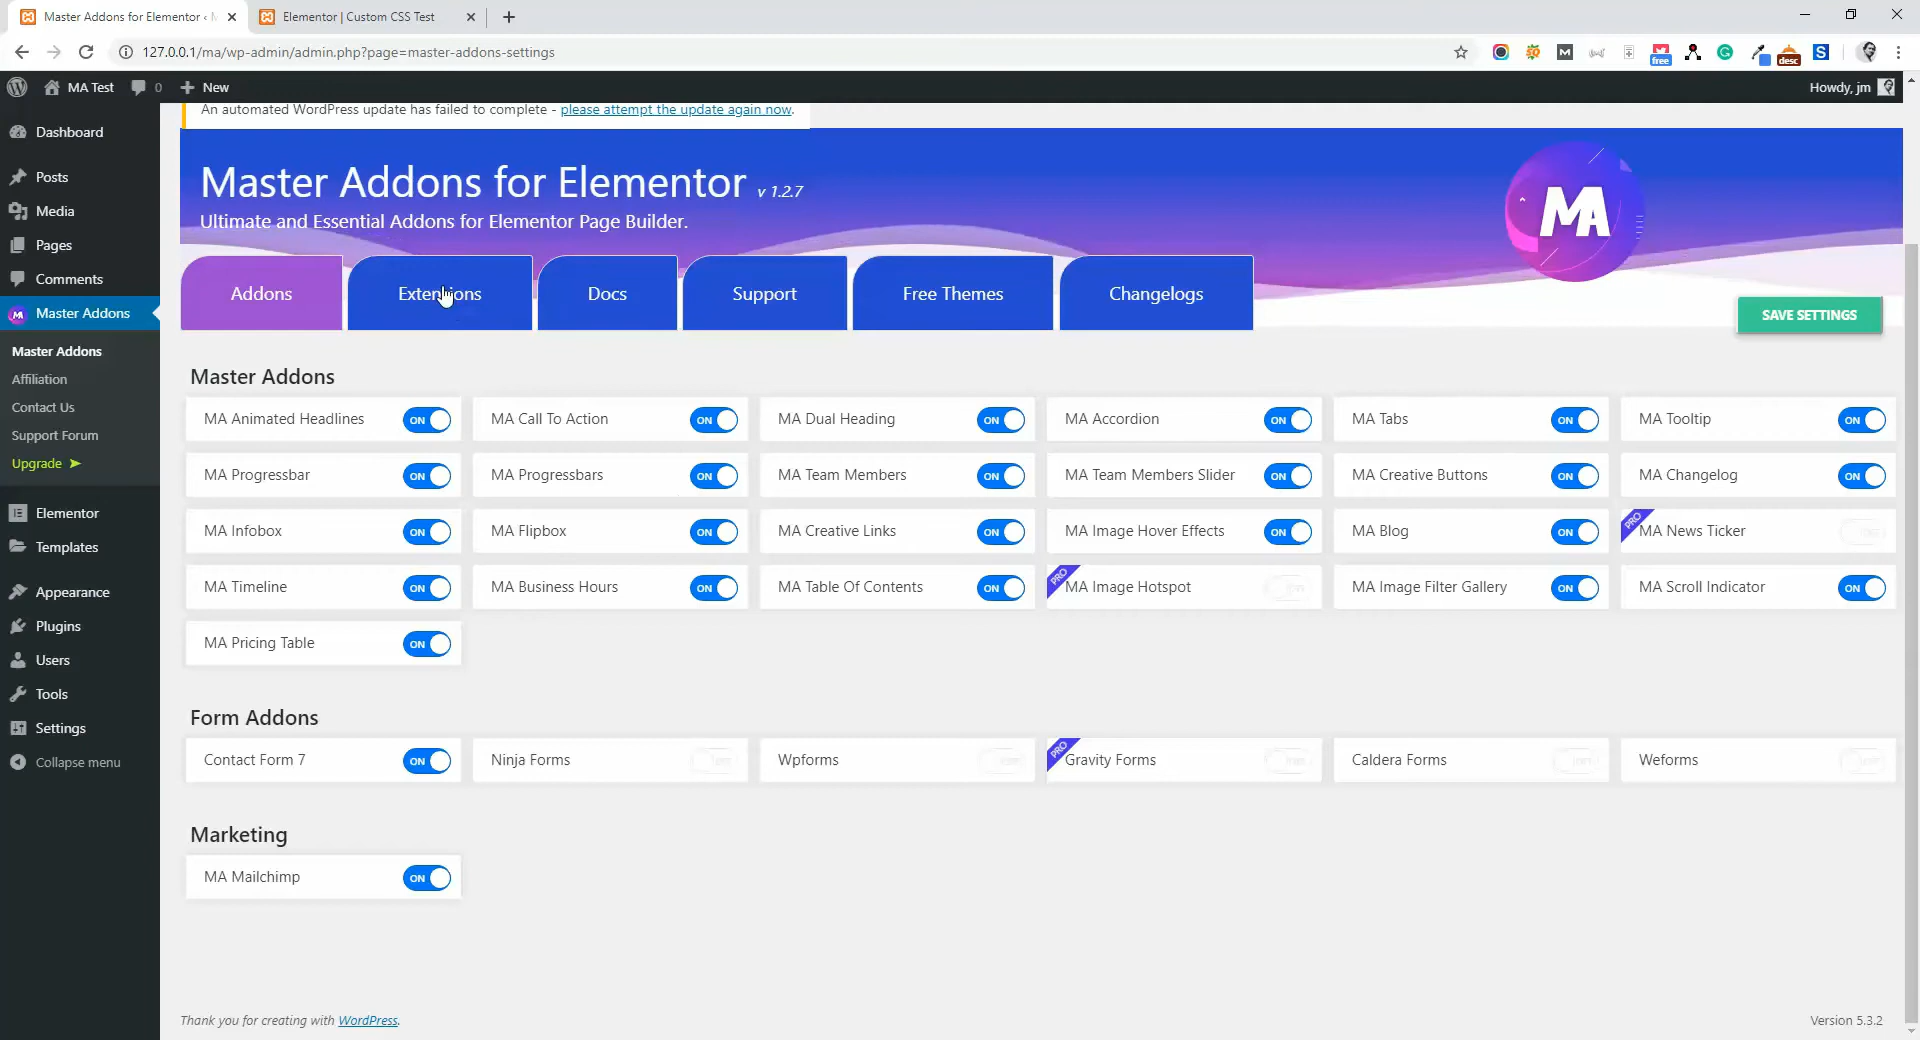 Master Addons for Elementor ‹ M
Elementor | Custom CSS Test
127.0.0.1/ma/wp-admin/admin.php?page=master-addons-settings
free
desc
MA Test
0
New
Howdy, jm
Dashboard
Posts
Media
Pages
Comments
Master Addons
Master Addons
Affiliation
Contact Us
Support Forum
Upgrade ➤
Elementor
Templates
Appearance
Plugins
Users
Tools
Settings
Collapse menu
An automated WordPress update has failed to complete - please attempt the update again now.
Master Addons for Elementor v 1.2.7
Ultimate and Essential Addons for Elementor Page Builder.
MA
Addons
Extensions
Docs
Support
Free Themes
Changelogs
SAVE SETTINGS
Master Addons
MA Animated Headlines ON
MA Call To Action ON
MA Dual Heading ON
MA Accordion ON
MA Tabs ON
MA Tooltip ON
MA Progressbar ON
MA Progressbars ON
MA Team Members ON
MA Team Members Slider ON
MA Creative Buttons ON
MA Changelog ON
MA Infobox ON
MA Flipbox ON
MA Creative Links ON
MA Image Hover Effects ON
MA Blog ON
PRO MA News Ticker
MA Timeline ON
MA Business Hours ON
MA Table Of Contents ON
PRO MA Image Hotspot
MA Image Filter Gallery ON
MA Scroll Indicator ON
MA Pricing Table ON
Form Addons
Contact Form 7 ON
Ninja Forms
Wpforms
PRO Gravity Forms
Caldera Forms
Weforms
Marketing
MA Mailchimp ON
Thank you for creating with WordPress.
Version 5.3.2